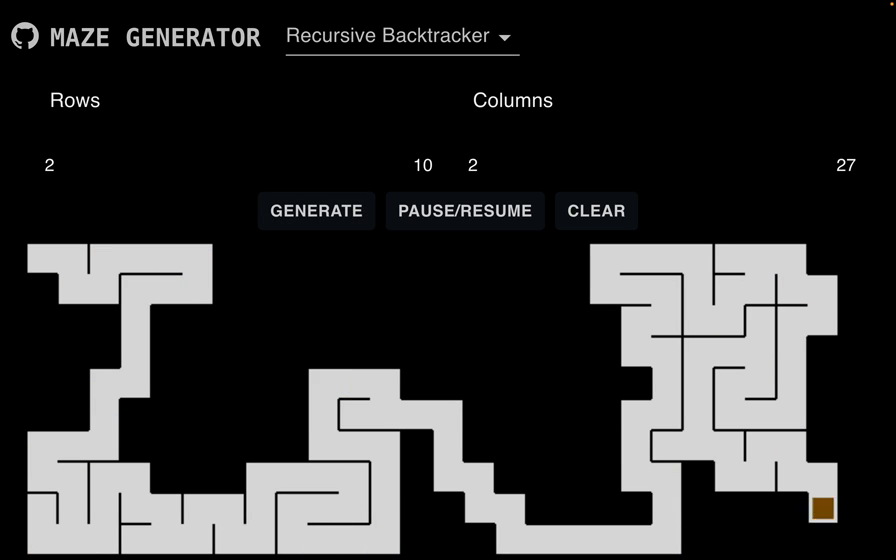 MAZE GENERATOR Recursive Backtracker
Rows Columns
2 10 2 27
GENERATE PAUSE/RESUME CLEAR